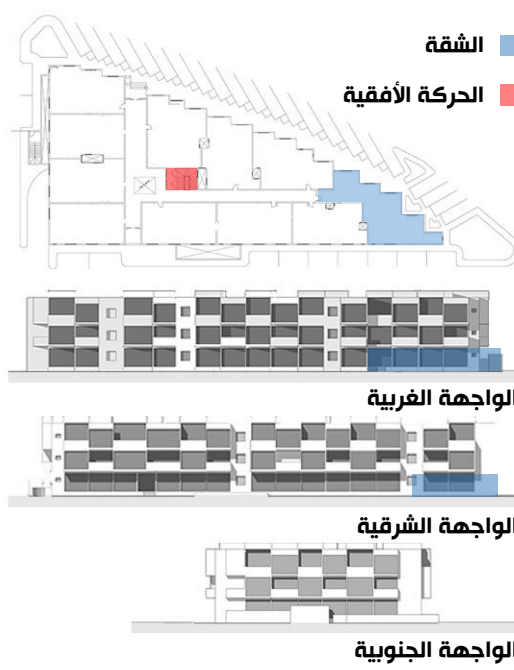 الشقة
الحركة الأفقية
الواجهة الغربية
الواجهة الشرقية
الواجهة الجنوبية